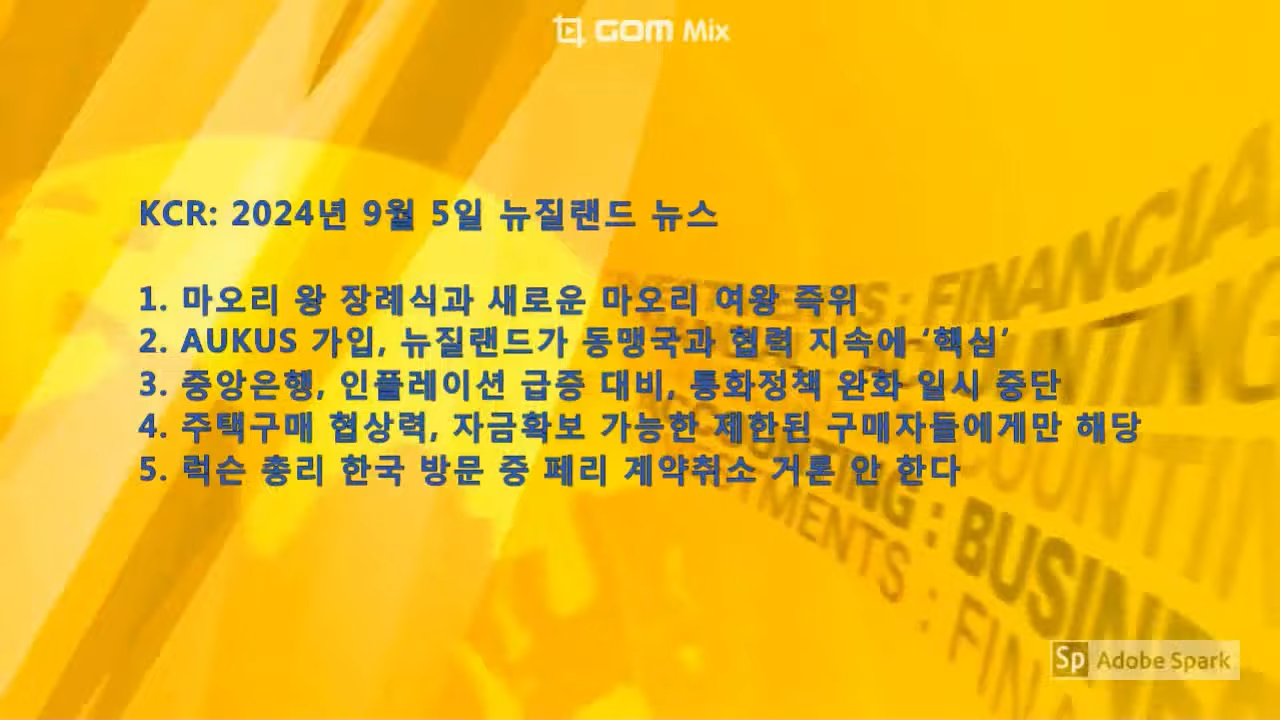 GOM Mix
KCR: 2024년 9월 5일 뉴질랜드 뉴스
1. 마오리 왕 장례식과 새로운 마오리 여왕 즉위
2. AUKUS 가입, 뉴질랜드가 동맹국과 협력 지속에 ‘핵심’
3. 중앙은행, 인플레이션 급증 대비, 통화정책 완화 일시 중단
4. 주택구매 협상력, 자금확보 가능한 제한된 구매자들에게만 해당
5. 럭슨 총리 한국 방문 중 페리 계약취소 거론 안 한다
: FINANCIA
: BUSIN
MENTS : FINA
Sp Adobe Spark